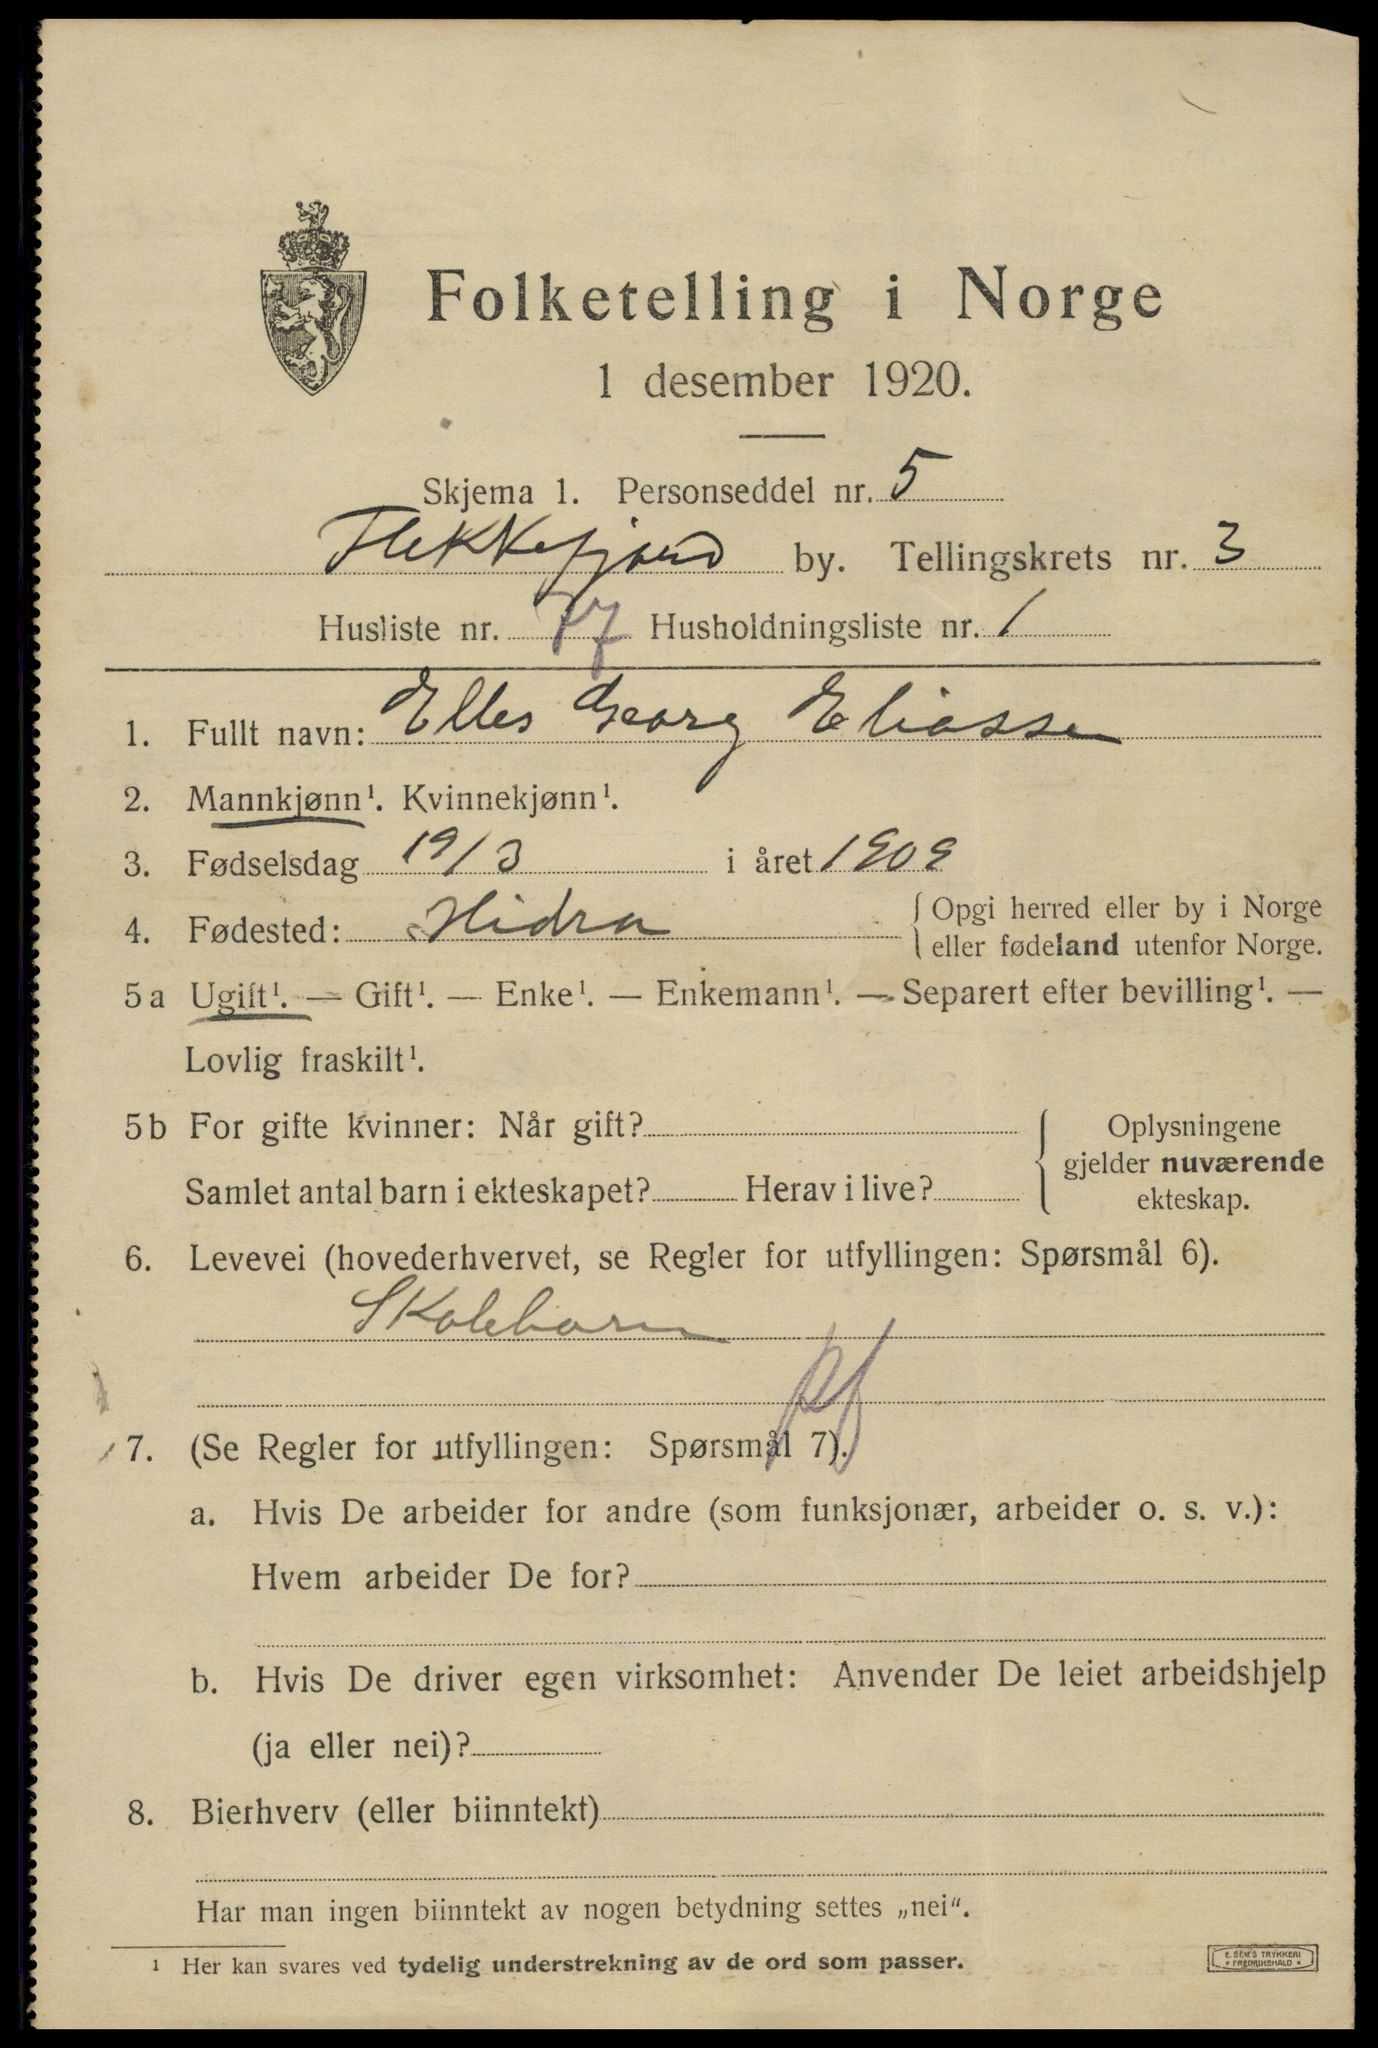 Folketelling i Norge
1 desember 1920.
Skjema 1. Personseddel nr. 5
Flekkefjord by. Tellingskrets nr. 3
Husliste nr. 77 Husholdningsliste nr. 1
1. Fullt navn: Elles Georg Eliassen
2. Mannkjønn¹. Kvinnekjønn¹.
3. Fødselsdag 19/3 i året 1909
4. Fødested: Hidra { Opgi herred eller by i Norge
eller fødeland utenfor Norge.
5 a Ugift¹. — Gift¹. — Enke¹. — Enkemann¹. — Separert efter bevilling¹. —
Lovlig fraskilt¹.
5 b For gifte kvinner: Når gift?
Samlet antal barn i ekteskapet? Herav i live?
Oplysningene
gjelder nuværende
ekteskap.
6. Levevei (hovederhvervet, se Regler for utfyllingen: Spørsmål 6).
Skolebarn
7. (Se Regler for utfyllingen: Spørsmål 7).
a. Hvis De arbeider for andre (som funksjonær, arbeider o. s. v.):
Hvem arbeider De for?
b. Hvis De driver egen virksomhet: Anvender De leiet arbeidshjelp
(ja eller nei)?
8. Bierhverv (eller biinntekt)
Har man ingen biinntekt av nogen betydning settes „nei".
¹ Her kan svares ved tydelig understrekning av de ord som passer.
E. SEM'S TRYKKERI
* FREDRIKSHALD *